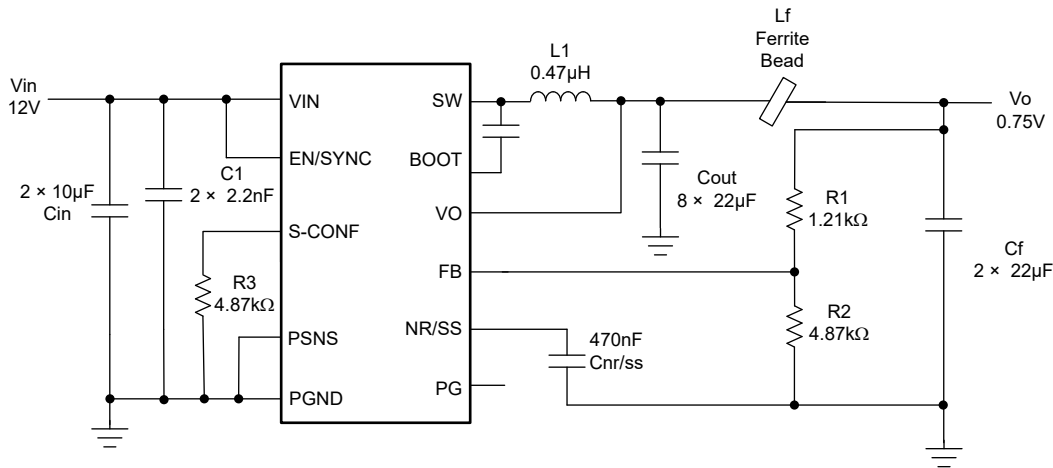 Lf
Ferrite
Bead
L1
0.47µH
Vin
12V
VIN
SW
Vo
0.75V
EN/SYNC
BOOT
C1
2 × 2.2nF
2 × 10µF
Cin
Cout
8 × 22µF
R1
1.21kΩ
VO
S-CONF
FB
Cf
2 × 22µF
R3
4.87kΩ
R2
4.87kΩ
NR/SS
470nF
Cnr/ss
PSNS
PG
PGND